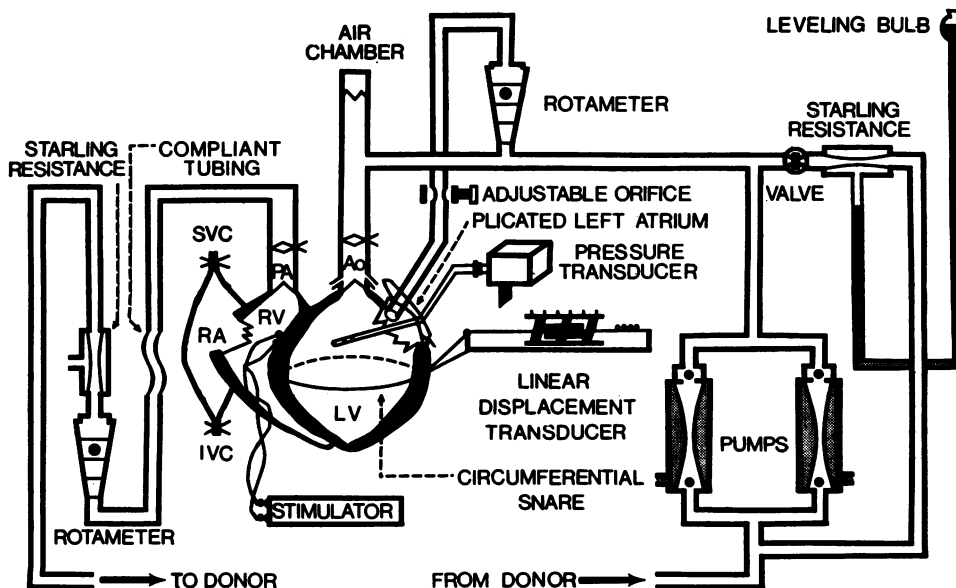 AIR
CHAMBER
LEVELING BULB
ROTAMETER
STARLING
RESISTANCE
STARLING
RESISTANCE
COMPLIANT
TUBING
VALVE
ADJUSTABLE ORIFICE
PLICATED LEFT ATRIUM
SVC
PA
Ao
PRESSURE
TRANSDUCER
RV
RA
LV
LINEAR
DISPLACEMENT
TRANSDUCER
PUMPS
IVC
CIRCUMFERENTIAL
SNARE
STIMULATOR
ROTAMETER
TO DONOR
FROM DONOR